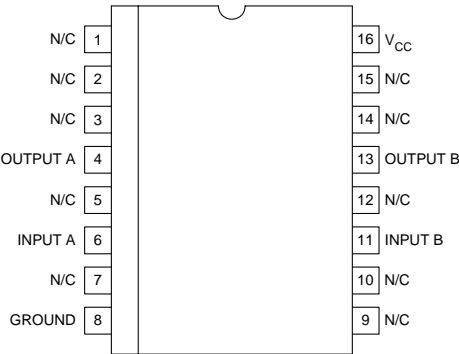 N/C 1 16 VCC
N/C 2 15 N/C
N/C 3 14 N/C
OUTPUT A 4 13 OUTPUT B
N/C 5 12 N/C
INPUT A 6 11 INPUT B
N/C 7 10 N/C
GROUND 8 9 N/C